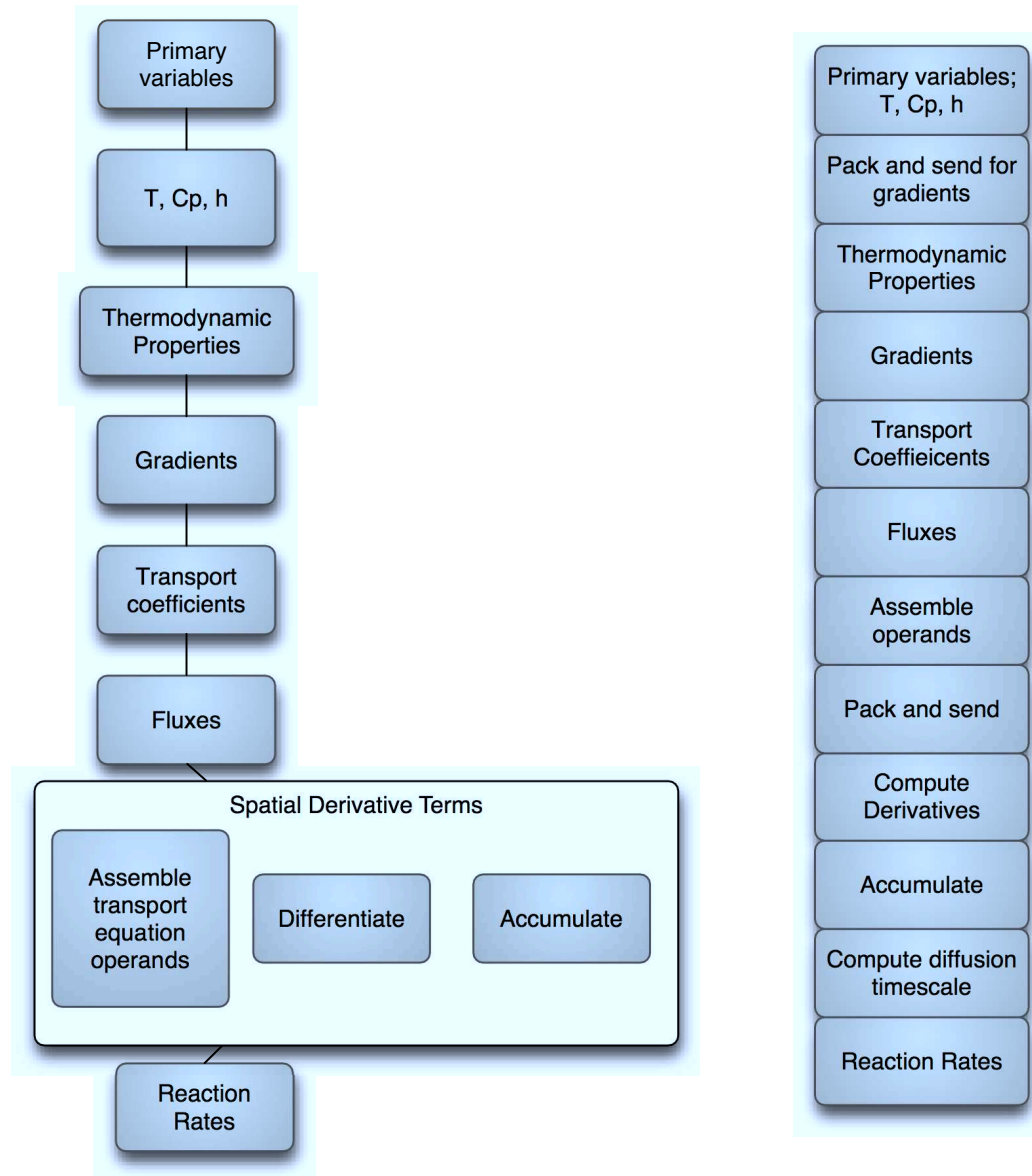 Primary
variables
T, Cp, h
Thermodynamic
Properties
Gradients
Transport
coefficients
Fluxes
Spatial Derivative Terms
Assemble
transport
equation
operands
Differentiate
Accumulate
Reaction
Rates
Primary variables;
T, Cp, h
Pack and send for
gradients
Thermodynamic
Properties
Gradients
Transport
Coeffieicents
Fluxes
Assemble
operands
Pack and send
Compute
Derivatives
Accumulate
Compute diffusion
timescale
Reaction Rates